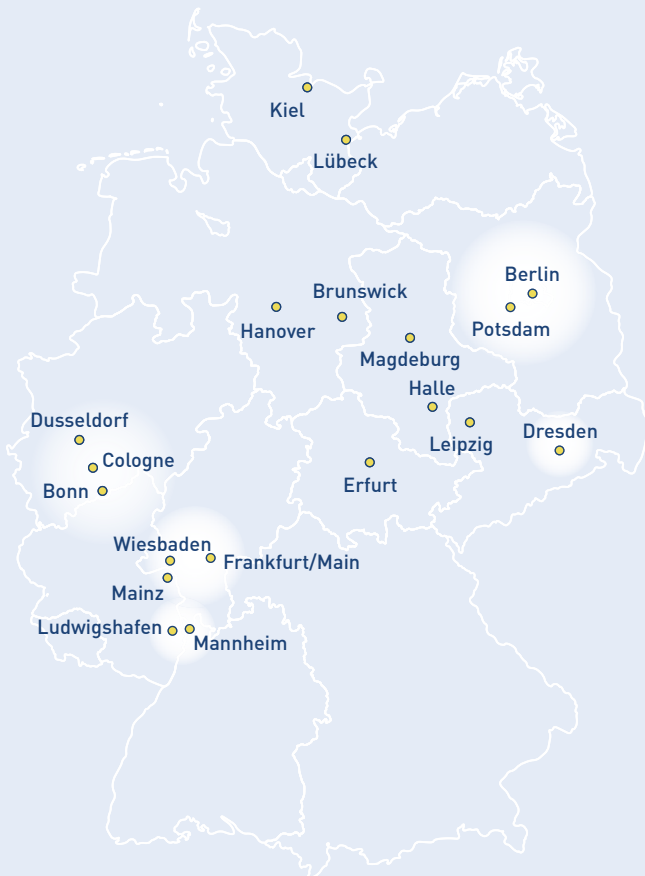 Kiel
Lübeck
Berlin
Brunswick
Potsdam
Hanover
Magdeburg
Halle
Dusseldorf
Dresden
Leipzig
Cologne
Erfurt
Bonn
Wiesbaden
Frankfurt/Main
Mainz
Ludwigshafen
Mannheim